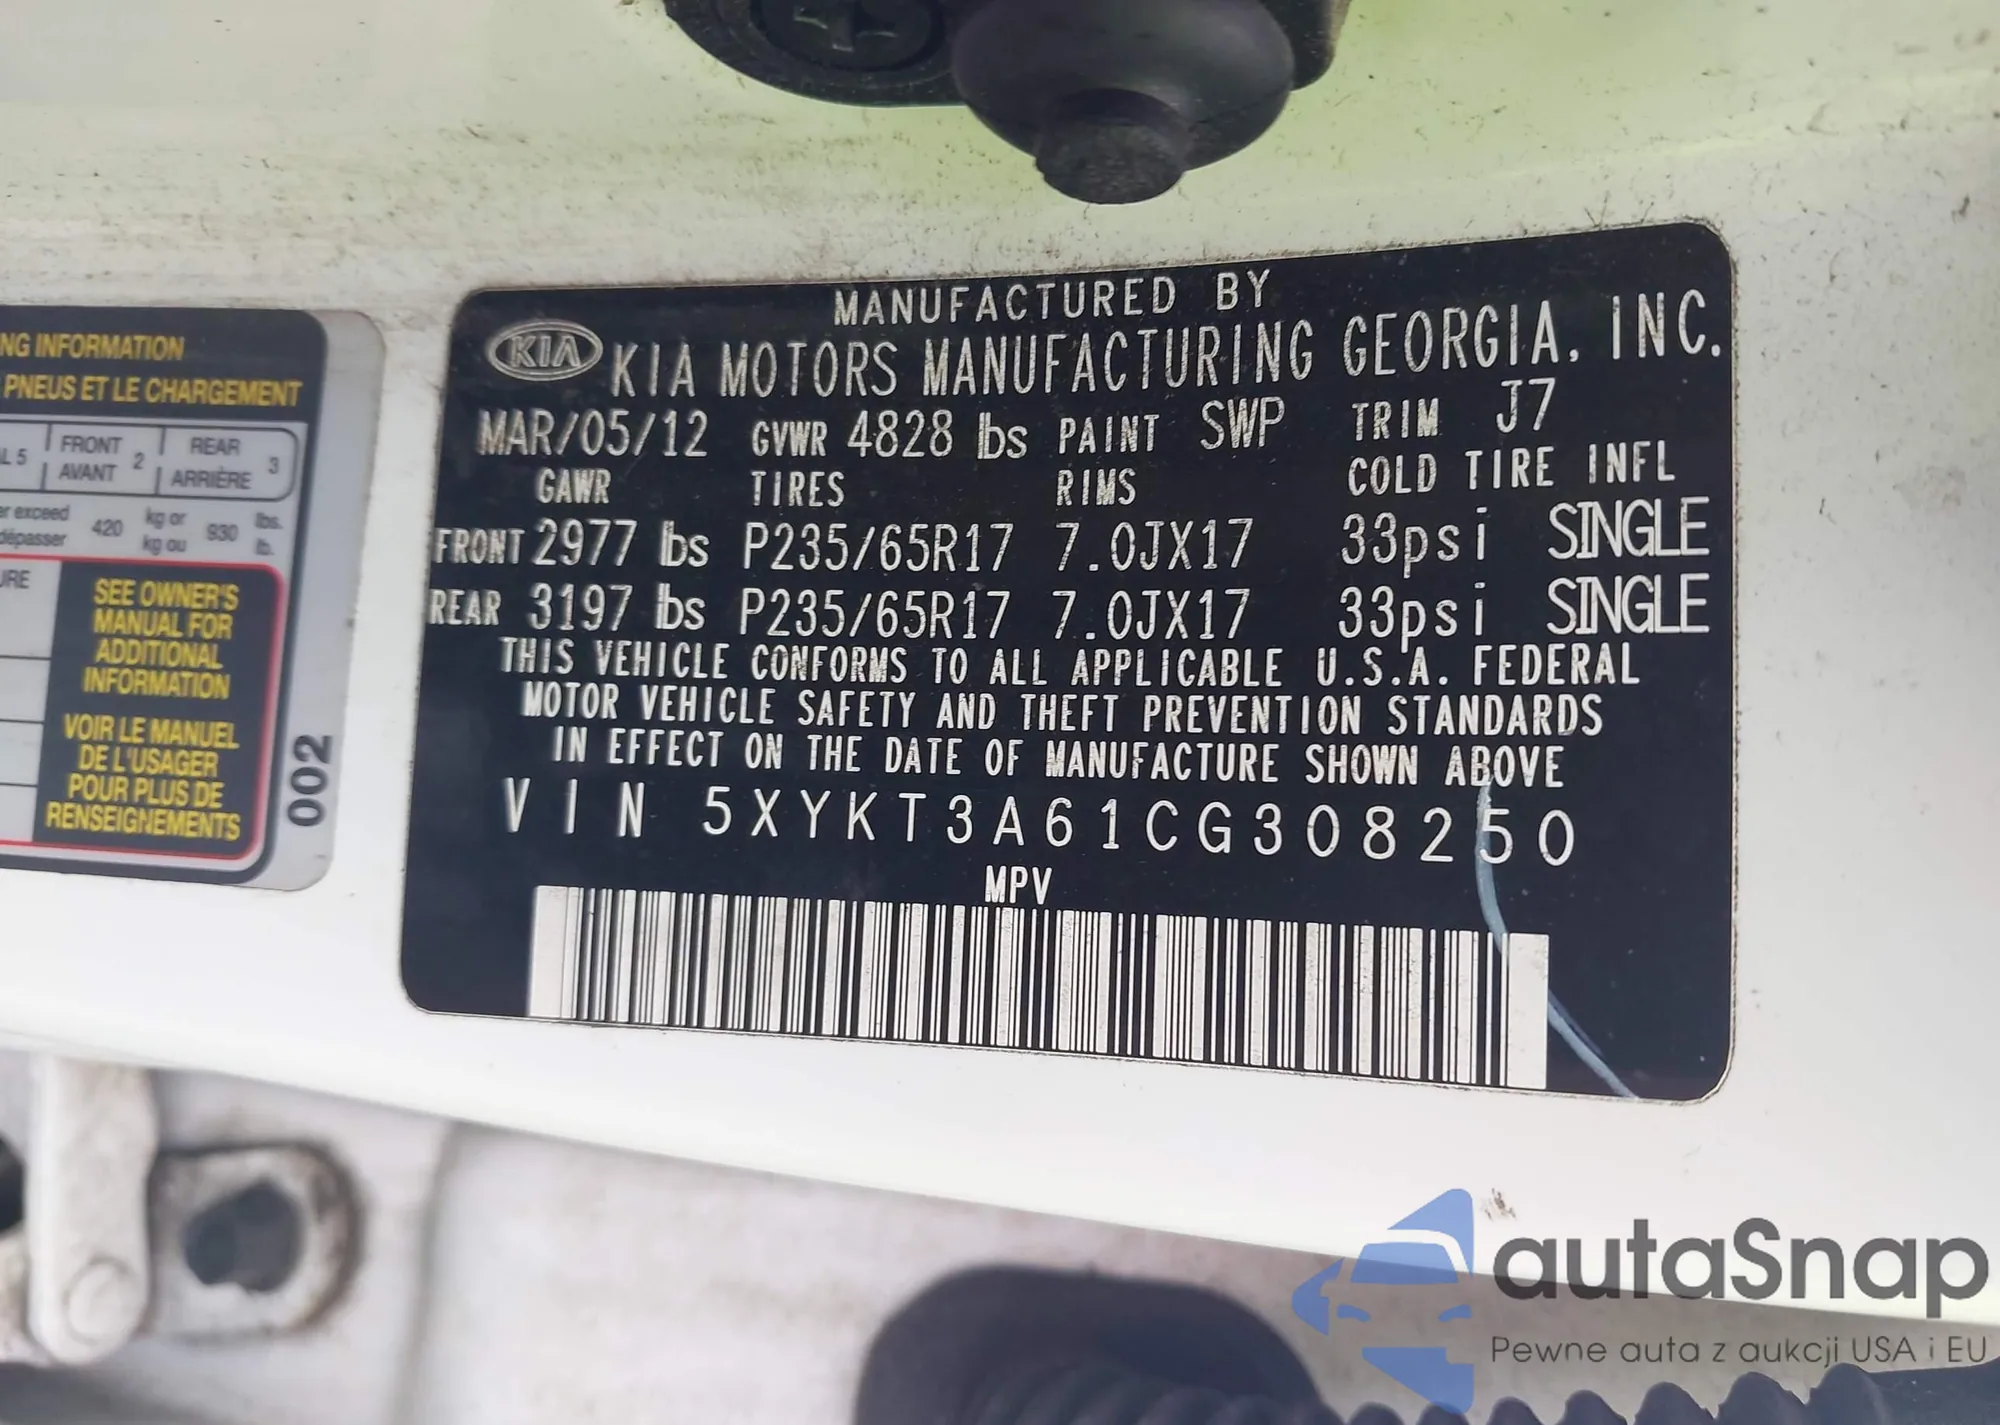 NG INFORMATION
PNEUS ET LE CHARGEMENT
L 5 FRONT AVANT 2 REAR ARRIÈRE 3
er exceed dépasser 420 kg or kg ou 930 lbs. lb.
URE
SEE OWNER'S
MANUAL FOR
ADDITIONAL
INFORMATION
VOIR LE MANUEL
DE L'USAGER
POUR PLUS DE
RENSEIGNEMENTS
002
MANUFACTURED BY
KIA KIA MOTORS MANUFACTURING GEORGIA, INC.
MAR/05/12 GVWR 4828 lbs PAINT SWP TRIM J7
GAWR TIRES RIMS COLD TIRE INFL
FRONT 2977 lbs P235/65R17 7.0JX17 33psi SINGLE
REAR 3197 lbs P235/65R17 7.0JX17 33psi SINGLE
THIS VEHICLE CONFORMS TO ALL APPLICABLE U.S.A. FEDERAL
MOTOR VEHICLE SAFETY AND THEFT PREVENTION STANDARDS
IN EFFECT ON THE DATE OF MANUFACTURE SHOWN ABOVE
VIN 5XYKT3A61CG308250
MPV
autaSnap
Pewne auta z aukcji USA i EU